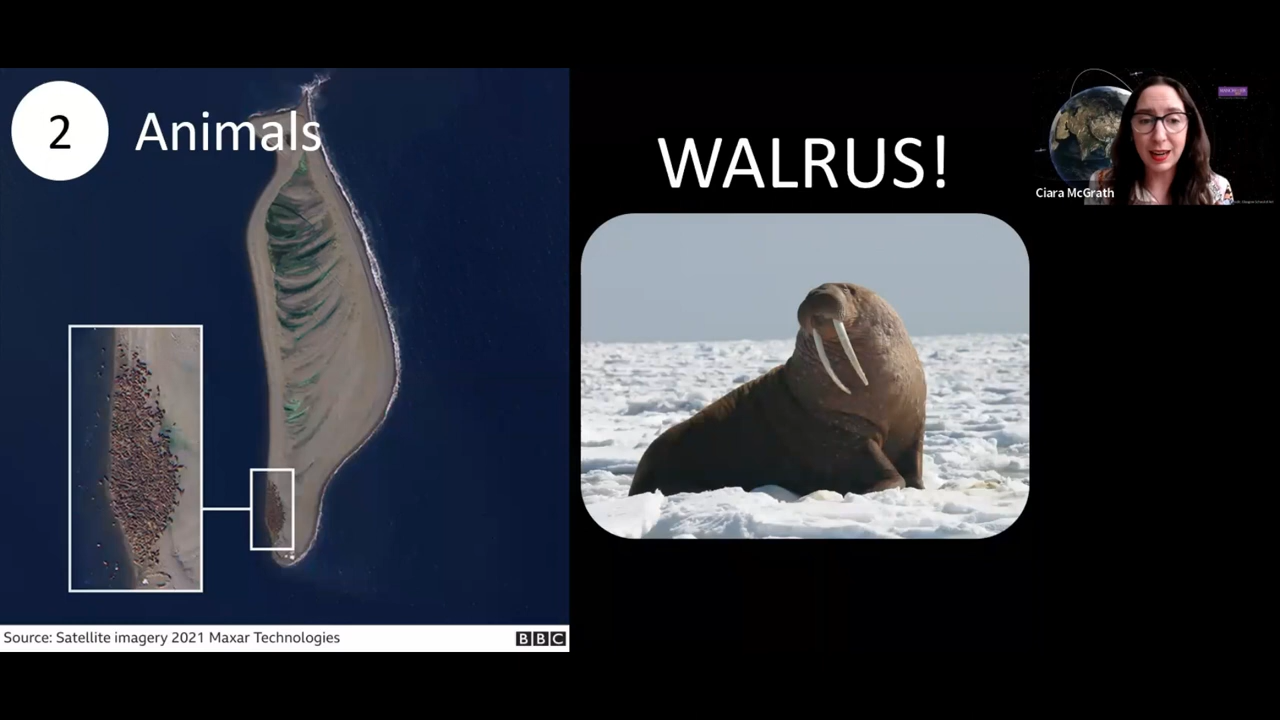 2
Animals
WALRUS!
Ciara McGrath
Source: Satellite imagery 2021 Maxar Technologies
BBC